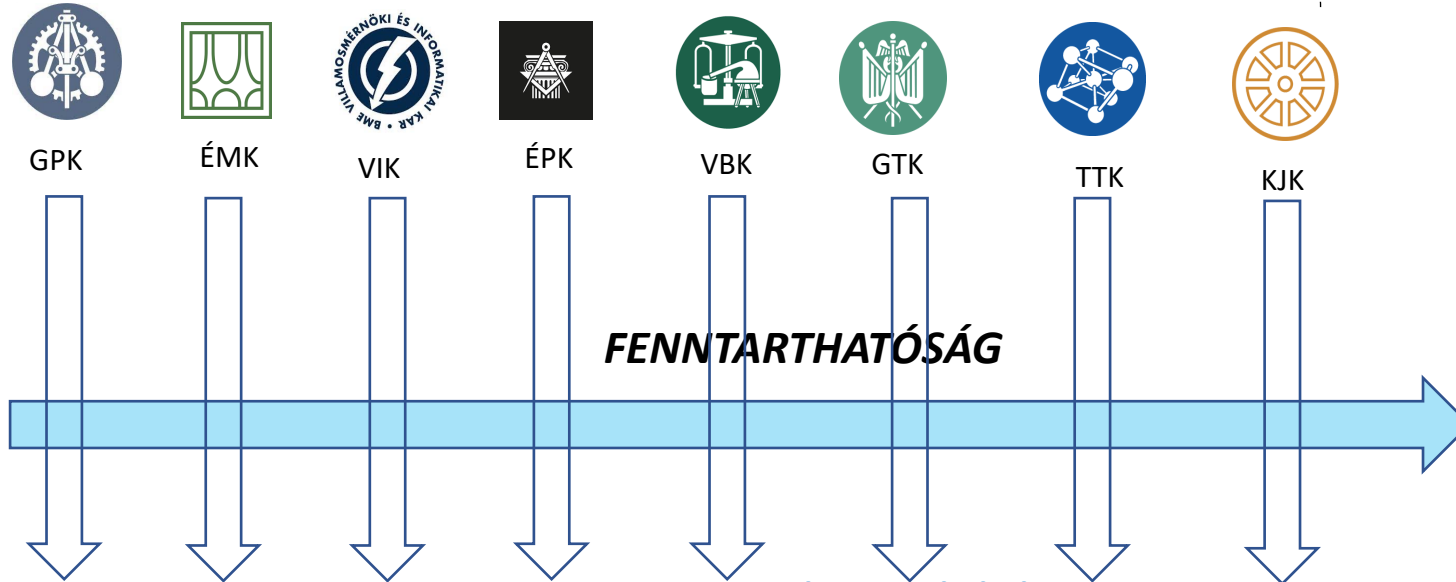 BME VILLAMOSMÉRNÖKI ÉS INFORMATIKAI KAR •
GPK
ÉMK
VIK
ÉPK
VBK
GTK
TTK
KJK
FENNTARTHATÓSÁG